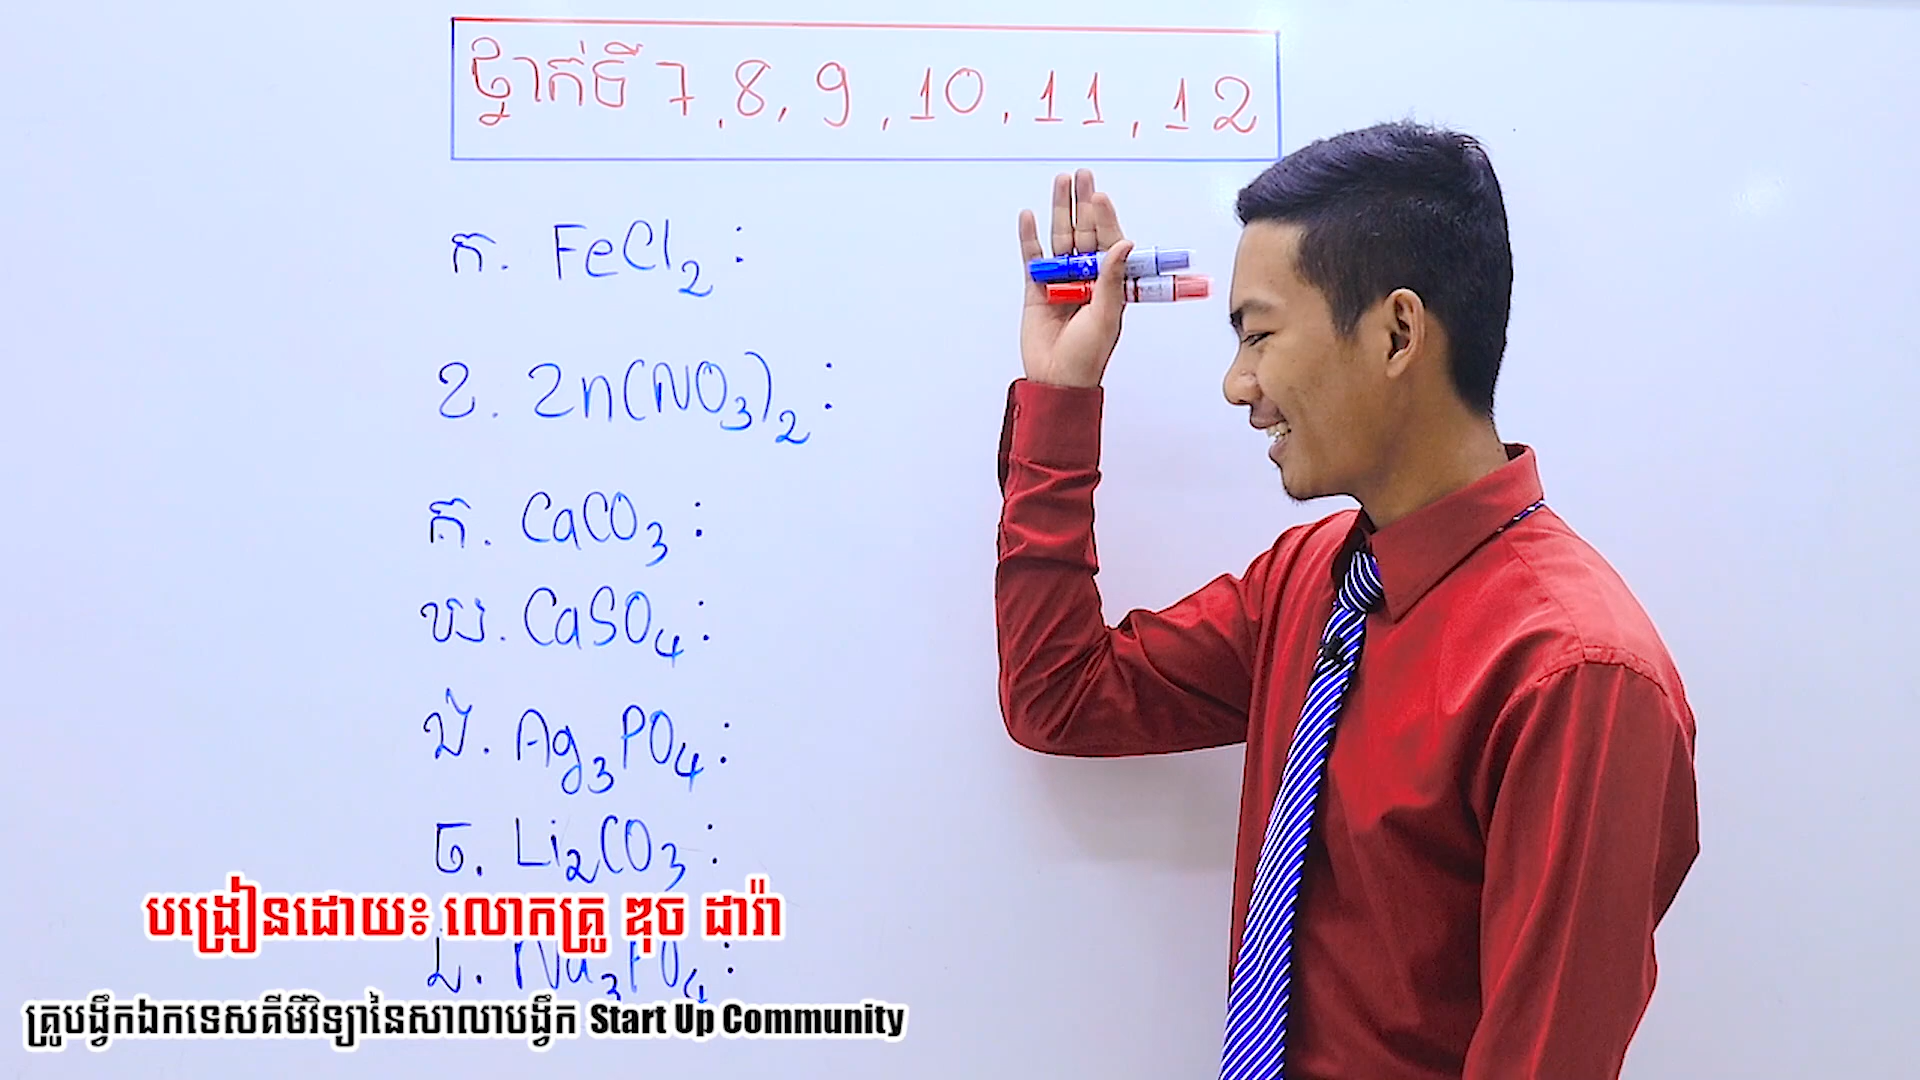 ថ្នាក់ទី 7, 8, 9, 10, 11, 12
ក. FeCl₂ :
ខ. Zn(NO₃)₂ :
គ. CaCO₃ :
ឃ. CaSO₄ :
ង. Ag₃PO₄ :
ច. Li₂CO₃ :
បង្រៀនដោយ៖ លោកគ្រូ ឌុច ដារ៉ា
ឆ. Na₃PO₄ :
គ្រូបង្វឹកឯកទេសគីមីវិទ្យានៃសាលាបង្វឹក Start Up Community